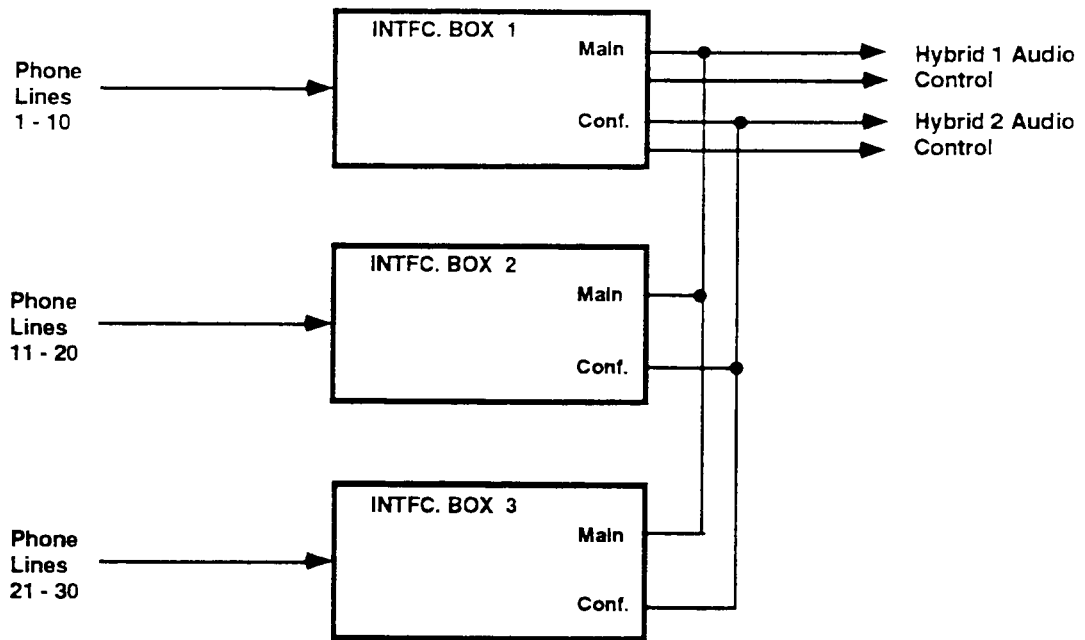 INTFC. BOX 1
Main
Conf.
Phone
Lines
1 - 10
Hybrid 1 Audio
Control
Hybrid 2 Audio
Control
INTFC. BOX 2
Main
Conf.
Phone
Lines
11 - 20
INTFC. BOX 3
Main
Conf.
Phone
Lines
21 - 30